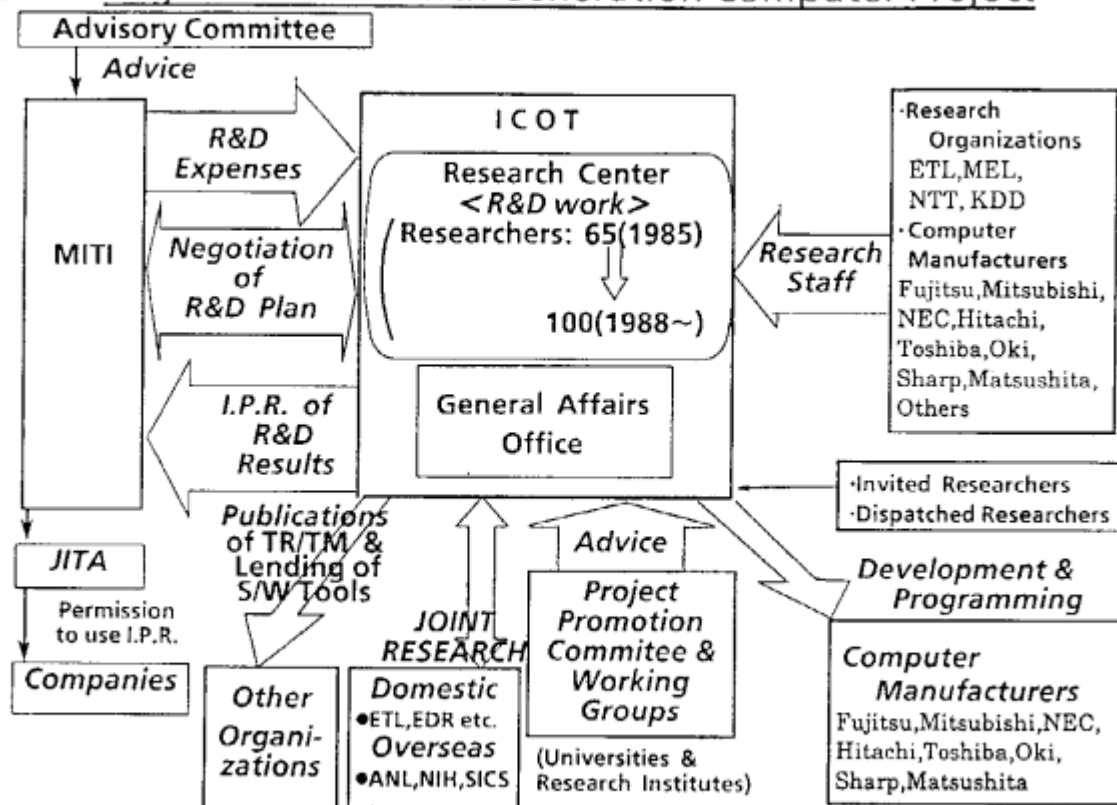 Generation Computer Project
Advisory Committee
Advice
MITI
R&D
Expenses
Negotiation
of
R&D Plan
I.P.R. of
R&D
Results
ICOT
Research Center
<R&D work>
Researchers: 65(1985)
100(1988~)
General Affairs
Office
Research
Staff
·Research
Organizations
ETL,MEL,
NTT, KDD
·Computer
Manufacturers
Fujitsu,Mitsubishi,
NEC,Hitachi,
Toshiba,Oki,
Sharp,Matsushita,
Others
·Invited Researchers
·Dispatched Researchers
JITA
Permission
to use I.P.R.
Companies
Publications
of TR/TM &
Lending of
S/W Tools
Other
Organi-
zations
JOINT
RESEARCH
Domestic
●ETL,EDR etc.
Overseas
●ANL,NIH,SICS
Advice
Project
Promotion
Commitee &
Working
Groups
(Universities &
Research Institutes)
Development &
Programming
Computer
Manufacturers
Fujitsu,Mitsubishi,NEC,
Hitachi,Toshiba,Oki,
Sharp,Matsushita